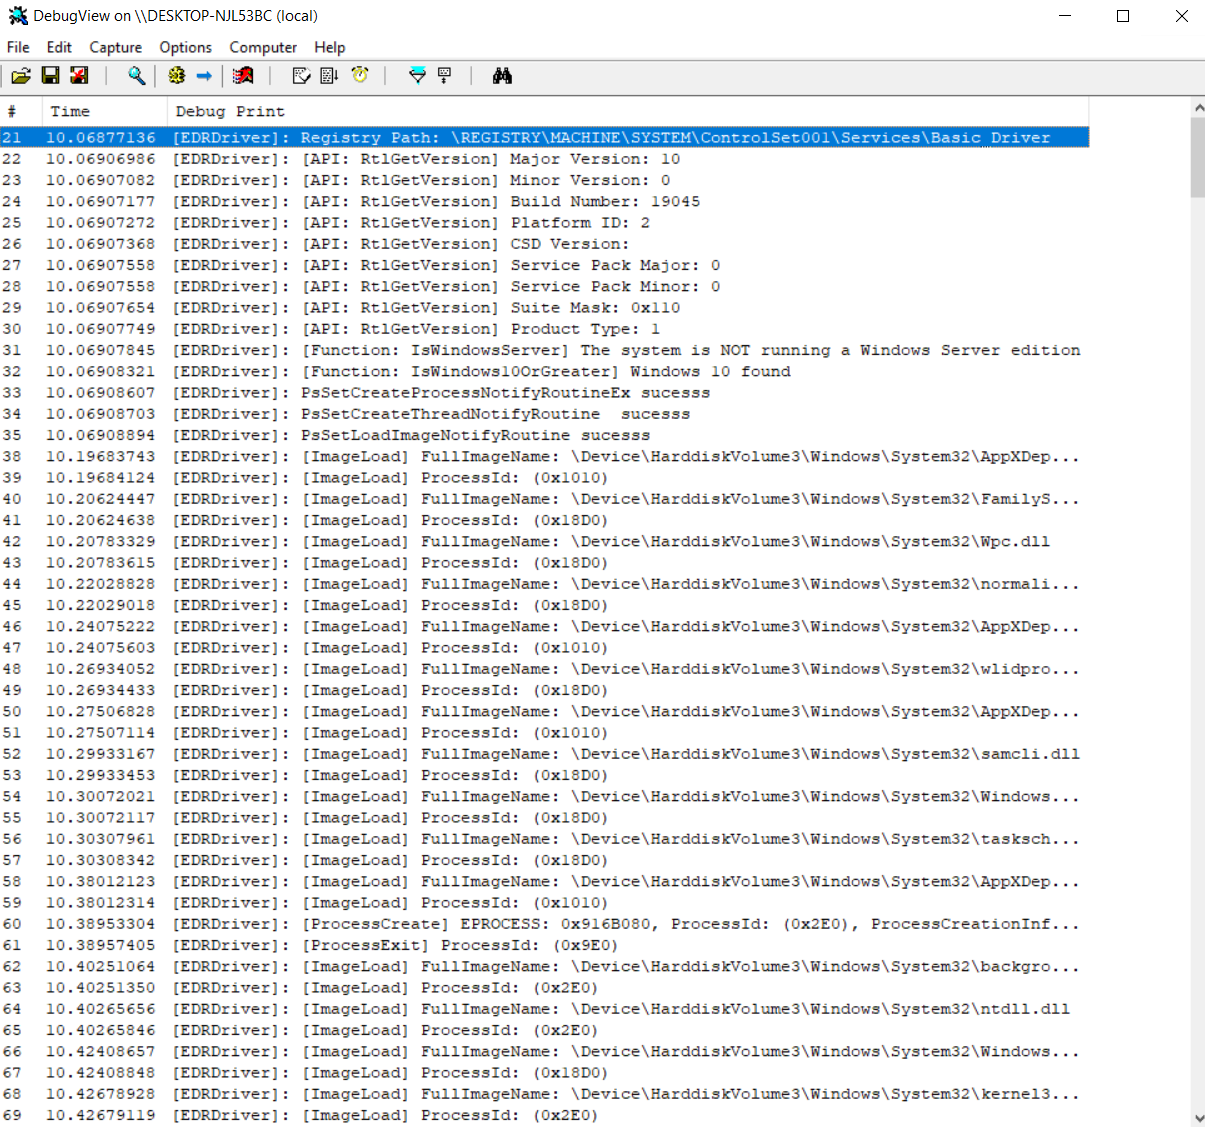 DebugView on \\DESKTOP-NJL53BC (local)
File Edit Capture Options Computer Help
# Time Debug Print
21 10.06877136 [EDRDriver]: Registry Path: \REGISTRY\MACHINE\SYSTEM\ControlSet001\Services\Basic Driver
22 10.06906986 [EDRDriver]: [API: RtlGetVersion] Major Version: 10
23 10.06907082 [EDRDriver]: [API: RtlGetVersion] Minor Version: 0
24 10.06907177 [EDRDriver]: [API: RtlGetVersion] Build Number: 19045
25 10.06907272 [EDRDriver]: [API: RtlGetVersion] Platform ID: 2
26 10.06907368 [EDRDriver]: [API: RtlGetVersion] CSD Version:
27 10.06907558 [EDRDriver]: [API: RtlGetVersion] Service Pack Major: 0
28 10.06907558 [EDRDriver]: [API: RtlGetVersion] Service Pack Minor: 0
29 10.06907654 [EDRDriver]: [API: RtlGetVersion] Suite Mask: 0x110
30 10.06907749 [EDRDriver]: [API: RtlGetVersion] Product Type: 1
31 10.06907845 [EDRDriver]: [Function: IsWindowsServer] The system is NOT running a Windows Server edition
32 10.06908321 [EDRDriver]: [Function: IsWindows10OrGreater] Windows 10 found
33 10.06908607 [EDRDriver]: PsSetCreateProcessNotifyRoutineEx sucesss
34 10.06908703 [EDRDriver]: PsSetCreateThreadNotifyRoutine  sucesss
35 10.06908894 [EDRDriver]: PsSetLoadImageNotifyRoutine sucesss
38 10.19683743 [EDRDriver]: [ImageLoad] FullImageName: \Device\HarddiskVolume3\Windows\System32\AppXDep...
39 10.19684124 [EDRDriver]: [ImageLoad] ProcessId: (0x1010)
40 10.20624447 [EDRDriver]: [ImageLoad] FullImageName: \Device\HarddiskVolume3\Windows\System32\FamilyS...
41 10.20624638 [EDRDriver]: [ImageLoad] ProcessId: (0x18D0)
42 10.20783329 [EDRDriver]: [ImageLoad] FullImageName: \Device\HarddiskVolume3\Windows\System32\Wpc.dll
43 10.20783615 [EDRDriver]: [ImageLoad] ProcessId: (0x18D0)
44 10.22028828 [EDRDriver]: [ImageLoad] FullImageName: \Device\HarddiskVolume3\Windows\System32\normali...
45 10.22029018 [EDRDriver]: [ImageLoad] ProcessId: (0x18D0)
46 10.24075222 [EDRDriver]: [ImageLoad] FullImageName: \Device\HarddiskVolume3\Windows\System32\AppXDep...
47 10.24075603 [EDRDriver]: [ImageLoad] ProcessId: (0x1010)
48 10.26934052 [EDRDriver]: [ImageLoad] FullImageName: \Device\HarddiskVolume3\Windows\System32\wlidpro...
49 10.26934433 [EDRDriver]: [ImageLoad] ProcessId: (0x18D0)
50 10.27506828 [EDRDriver]: [ImageLoad] FullImageName: \Device\HarddiskVolume3\Windows\System32\AppXDep...
51 10.27507114 [EDRDriver]: [ImageLoad] ProcessId: (0x1010)
52 10.29933167 [EDRDriver]: [ImageLoad] FullImageName: \Device\HarddiskVolume3\Windows\System32\samcli.dll
53 10.29933453 [EDRDriver]: [ImageLoad] ProcessId: (0x18D0)
54 10.30072021 [EDRDriver]: [ImageLoad] FullImageName: \Device\HarddiskVolume3\Windows\System32\Windows...
55 10.30072117 [EDRDriver]: [ImageLoad] ProcessId: (0x18D0)
56 10.30307961 [EDRDriver]: [ImageLoad] FullImageName: \Device\HarddiskVolume3\Windows\System32\tasksch...
57 10.30308342 [EDRDriver]: [ImageLoad] ProcessId: (0x18D0)
58 10.38012123 [EDRDriver]: [ImageLoad] FullImageName: \Device\HarddiskVolume3\Windows\System32\AppXDep...
59 10.38012314 [EDRDriver]: [ImageLoad] ProcessId: (0x1010)
60 10.38953304 [EDRDriver]: [ProcessCreate] EPROCESS: 0x916B080, ProcessId: (0x2E0), ProcessCreationInf...
61 10.38957405 [EDRDriver]: [ProcessExit] ProcessId: (0x9E0)
62 10.40251064 [EDRDriver]: [ImageLoad] FullImageName: \Device\HarddiskVolume3\Windows\System32\backgro...
63 10.40251350 [EDRDriver]: [ImageLoad] ProcessId: (0x2E0)
64 10.40265656 [EDRDriver]: [ImageLoad] FullImageName: \Device\HarddiskVolume3\Windows\System32\ntdll.dll
65 10.40265846 [EDRDriver]: [ImageLoad] ProcessId: (0x2E0)
66 10.42408657 [EDRDriver]: [ImageLoad] FullImageName: \Device\HarddiskVolume3\Windows\System32\Windows...
67 10.42408848 [EDRDriver]: [ImageLoad] ProcessId: (0x18D0)
68 10.42678928 [EDRDriver]: [ImageLoad] FullImageName: \Device\HarddiskVolume3\Windows\System32\kernel3...
69 10.42679119 [EDRDriver]: [ImageLoad] ProcessId: (0x2E0)